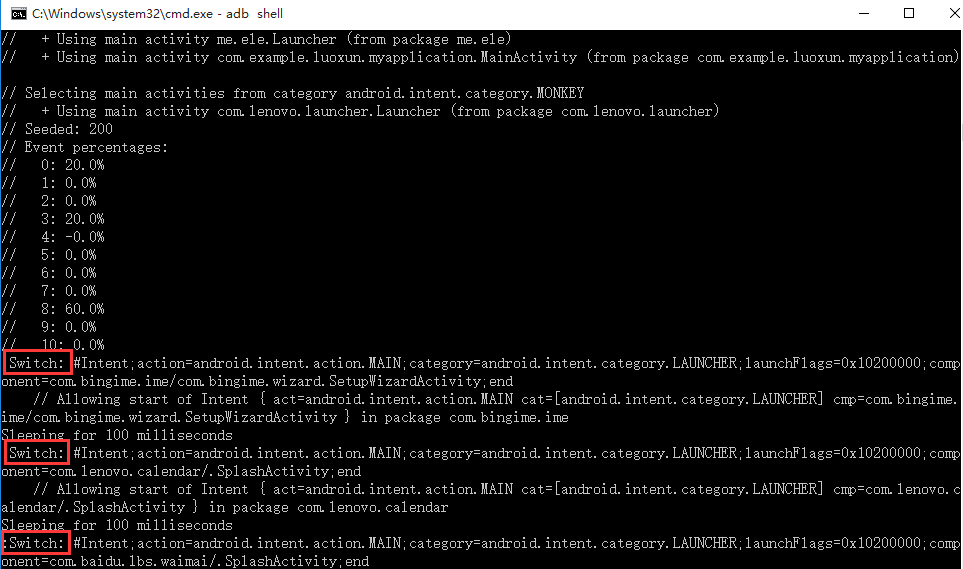 C:\Windows\system32\cmd.exe - adb  shell
//   + Using main activity me.ele.Launcher (from package me.ele)
//   + Using main activity com.example.luoxun.myapplication.MainActivity (from package com.example.luoxun.myapplication)
// Selecting main activities from category android.intent.category.MONKEY
//   + Using main activity com.lenovo.launcher.Launcher (from package com.lenovo.launcher)
// Seeded: 200
// Event percentages:
//   0: 20.0%
//   1: 0.0%
//   2: 0.0%
//   3: 20.0%
//   4: -0.0%
//   5: 0.0%
//   6: 0.0%
//   7: 0.0%
//   8: 60.0%
//   9: 0.0%
//   10: 0.0%
:Switch: #Intent;action=android.intent.action.MAIN;category=android.intent.category.LAUNCHER;launchFlags=0x10200000;comp
onent=com.bingime.ime/com.bingime.wizard.SetupWizardActivity;end
    // Allowing start of Intent { act=android.intent.action.MAIN cat=[android.intent.category.LAUNCHER] cmp=com.bingime.
ime/com.bingime.wizard.SetupWizardActivity } in package com.bingime.ime
Sleeping for 100 milliseconds
:Switch: #Intent;action=android.intent.action.MAIN;category=android.intent.category.LAUNCHER;launchFlags=0x10200000;comp
onent=com.lenovo.calendar/.SplashActivity;end
    // Allowing start of Intent { act=android.intent.action.MAIN cat=[android.intent.category.LAUNCHER] cmp=com.lenovo.c
alendar/.SplashActivity } in package com.lenovo.calendar
Sleeping for 100 milliseconds
:Switch: #Intent;action=android.intent.action.MAIN;category=android.intent.category.LAUNCHER;launchFlags=0x10200000;comp
onent=com.baidu.lbs.waimai/.SplashActivity;end